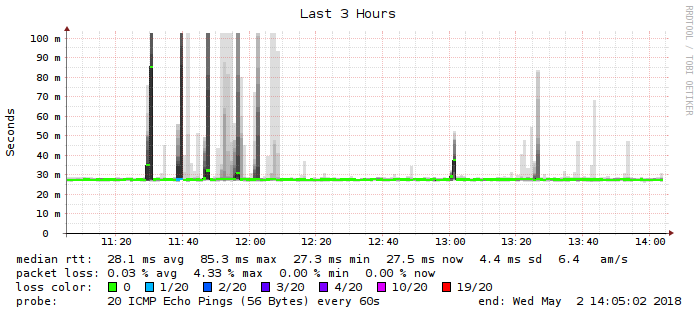 Last 3 Hours
RRDTOOL / TOBI OETIKER
Seconds
100 m
90 m
80 m
70 m
60 m
50 m
40 m
30 m
20 m
10 m
0
11:20 11:40 12:00 12:20 12:40 13:00 13:20 13:40 14:00
median rtt: 28.1 ms avg 85.3 ms max 27.3 ms min 27.5 ms now 4.4 ms sd 6.4 am/s
packet loss: 0.03 % avg 4.33 % max 0.00 % min 0.00 % now
loss color: 0 1/20 2/20 3/20 4/20 10/20 19/20
probe: 20 ICMP Echo Pings (56 Bytes) every 60s end: Wed May 2 14:05:02 2018